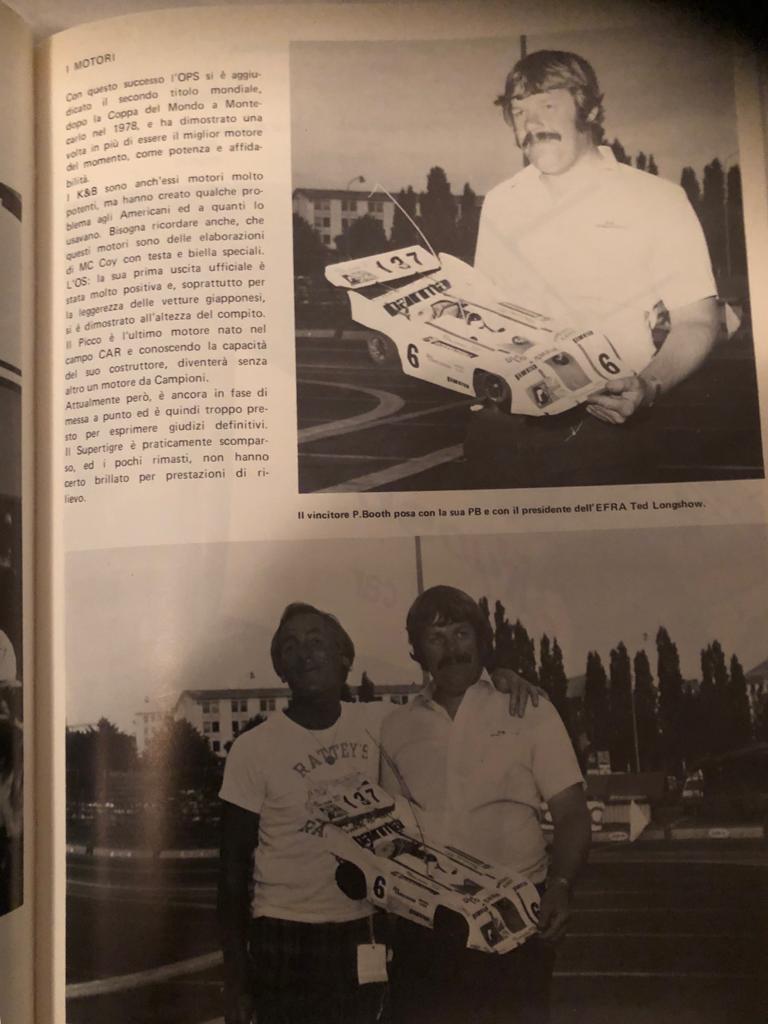 I MOTORI
Con questo successo l'OPS si è aggiu-
dicato il secondo titolo mondiale,
dopo la Coppa del Mondo a Monte-
carlo nel 1978, e ha dimostrato una
volta in più di essere il miglior motore
del momento, come potenza e affida-
bilità.
I K&B sono anch'essi motori molto
potenti, ma hanno creato qualche pro-
blema agli Americani ed a quanti lo
usavano. Bisogna ricordare anche, che
questi motori sono delle elaborazioni
di MC Coy con testa e biella speciali.
L'OS: la sua prima uscita ufficiale è
stata molto positiva e, soprattutto per
la leggerezza delle vetture giapponesi,
si è dimostrato all'altezza del compito.
Il Picco è l'ultimo motore nato nel
campo CAR e conoscendo la capacità
del suo costruttore, diventerà senza
altro un motore da Campioni.
Attualmente però, è ancora in fase di
messa a punto ed è quindi troppo pre-
sto per esprimere giudizi definitivi.
Il Supertigre è praticamente scompar-
so, ed i pochi rimasti, non hanno
certo brillato per prestazioni di ri-
lievo.
137
parma
6
6
Il vincitore P.Booth posa con la sua PB e con il presidente dell'EFRA Ted Longshow.
RATTEY'S
137
parma
6
6